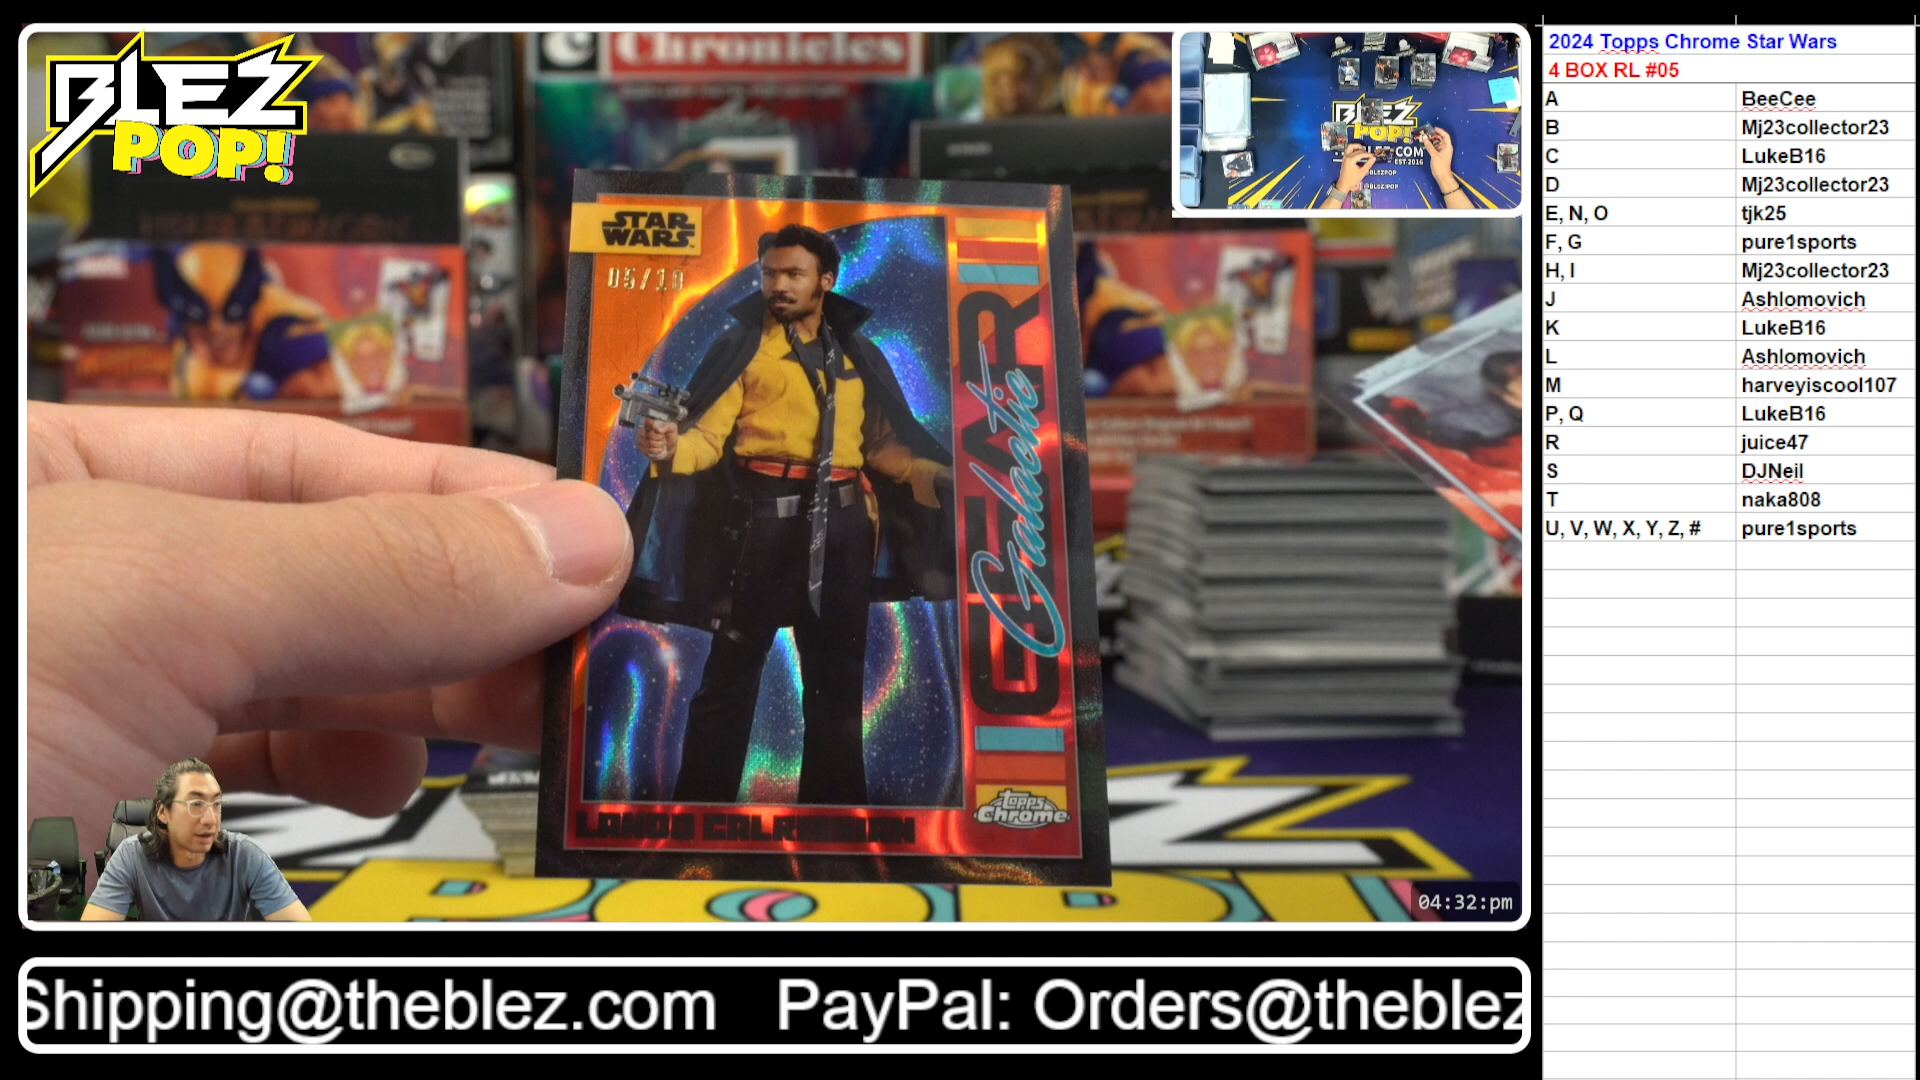 BLEZ
POP!
Chronicles
STAR
WARS
05/10
GEAR
Galactic
LANDO CALRISSIAN
Topps
Chrome
BLEZ
POP!
04:32:pm
Shipping@theblez.com PayPal: Orders@theblez
2024 Topps Chrome Star Wars
4 BOX RL #05
A BeeCee
B Mj23collector23
C LukeB16
D Mj23collector23
E, N, O tjk25
F, G pure1sports
H, I Mj23collector23
J Ashlomovich
K LukeB16
L Ashlomovich
M harveyiscool107
P, Q LukeB16
R juice47
S DJNeil
T naka808
U, V, W, X, Y, Z, # pure1sports